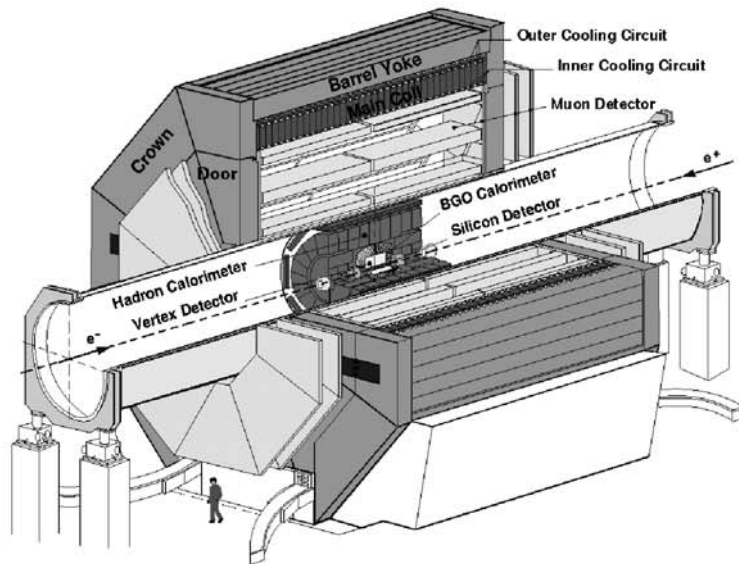 Outer Cooling Circuit
Barrel Yoke
Inner Cooling Circuit
Main Coil
Muon Detector
Crown
Door
e+
BGO Calorimeter
Silicon Detector
Hadron Calorimeter
Vertex Detector
e-